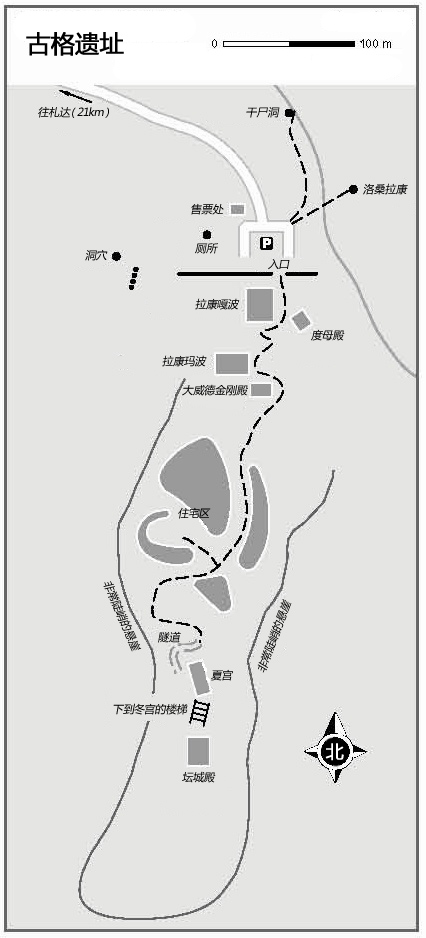 古格遗址
0 100 m
往札达(21km)
干尸洞
洛桑拉康
售票处
P
厕所
洞穴
入口
拉康嘎波
度母殿
拉康玛波
大威德金刚殿
住宅区
非常陡峭的悬崖
非常陡峭的悬崖
隧道
夏宫
下到冬宫的楼梯
北
坛城殿